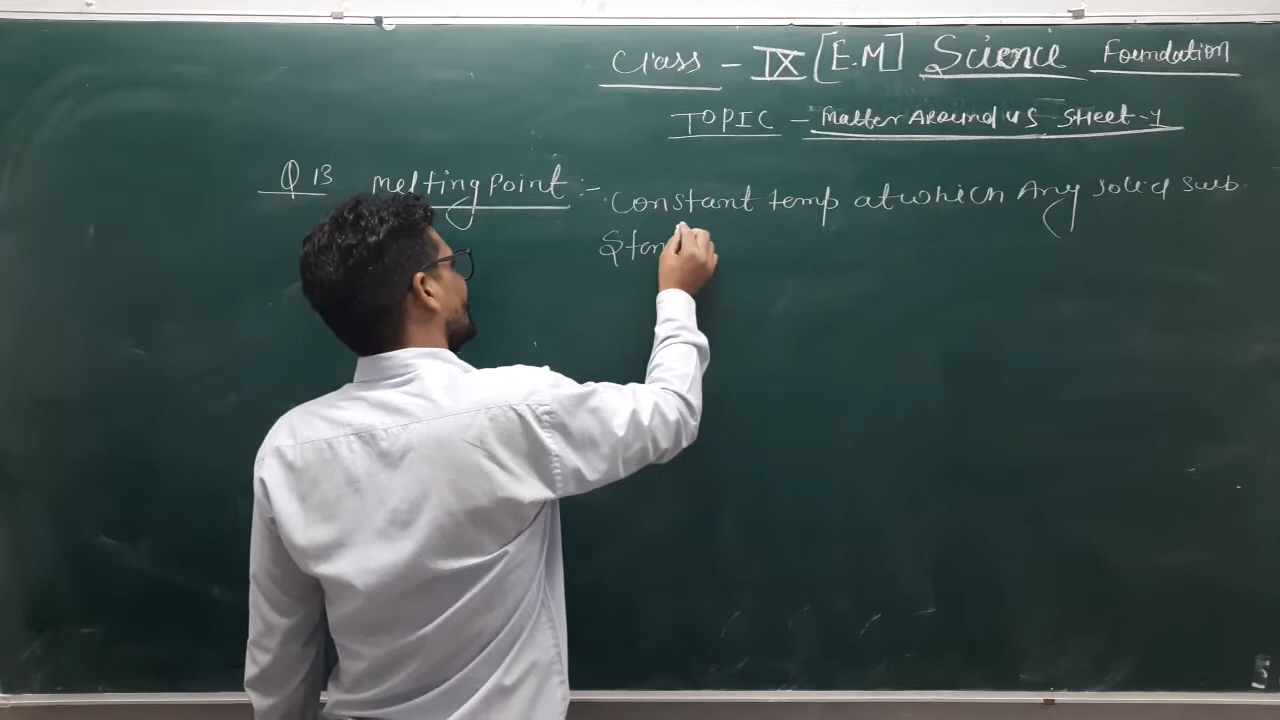 Class - IX [E.M] Science Foundation
TOPIC - Matter Around us Sheet-1
Q 13 Melting Point :- Constant temp at which Any solid sub
Stan